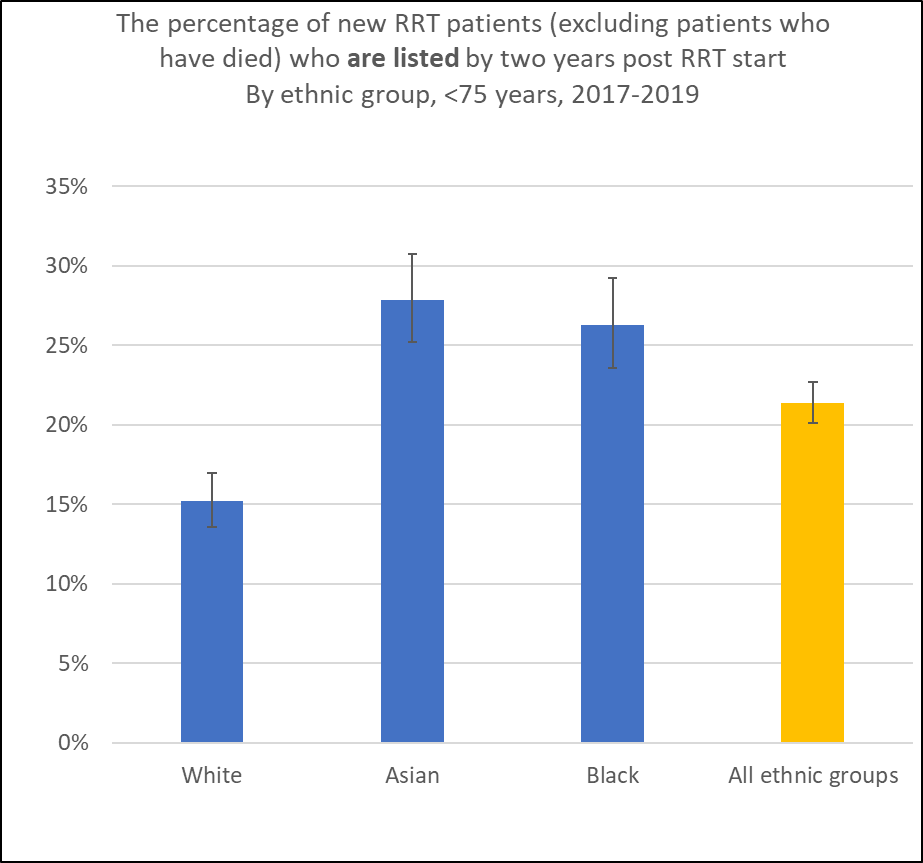 The percentage of new RRT patients (excluding patients who
have died) who are listed by two years post RRT start
By ethnic group, <75 years, 2017-2019
35%
30%
25%
20%
15%
10%
5%
0%
White Asian Black All ethnic groups